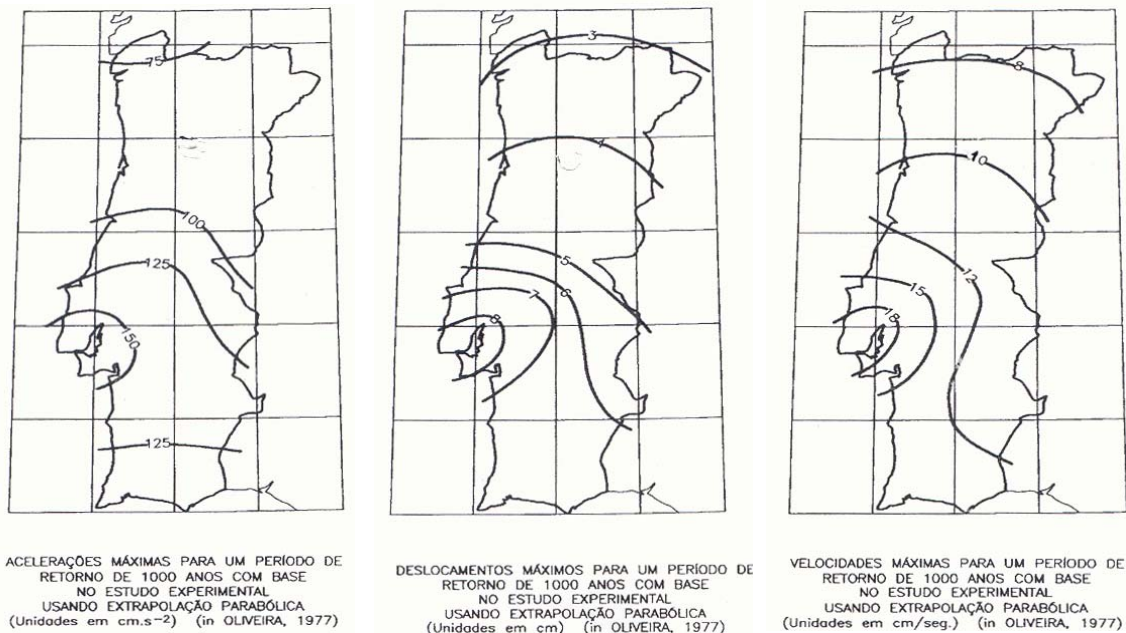 75
100
125
150
125
ACELERAÇÕES MÁXIMAS PARA UM PERÍODO DE
RETORNO DE 1000 ANOS COM BASE
NO ESTUDO EXPERIMENTAL
USANDO EXTRAPOLAÇÃO PARABÓLICA
(Unidades em cm.s-2) (in OLIVEIRA, 1977)
3
4
5
6
7
8
DESLOCAMENTOS MÁXIMOS PARA UM PERÍODO DE
RETORNO DE 1000 ANOS COM BASE
NO ESTUDO EXPERIMENTAL
USANDO EXTRAPOLAÇÃO PARABÓLICA
(Unidades em cm) (in OLIVEIRA, 1977)
8
10
12
15
18
VELOCIDADES MÁXIMAS PARA UM PERÍODO DE
RETORNO DE 1000 ANOS COM BASE
NO ESTUDO EXPERIMENTAL
USANDO EXTRAPOLAÇÃO PARABÓLICA
(Unidades em cm/seg.) (in OLIVEIRA, 1977)